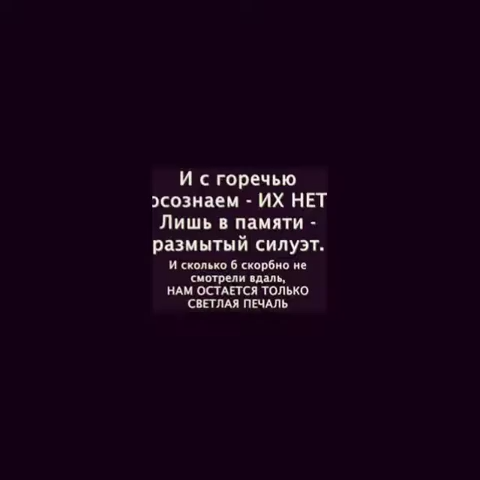 И с горечью
осознаем - ИХ НЕТ
Лишь в памяти -
размытый силуэт.
И сколько б скорбно не
смотрели вдаль,
НАМ ОСТАЕТСЯ ТОЛЬКО
СВЕТЛАЯ ПЕЧАЛЬ